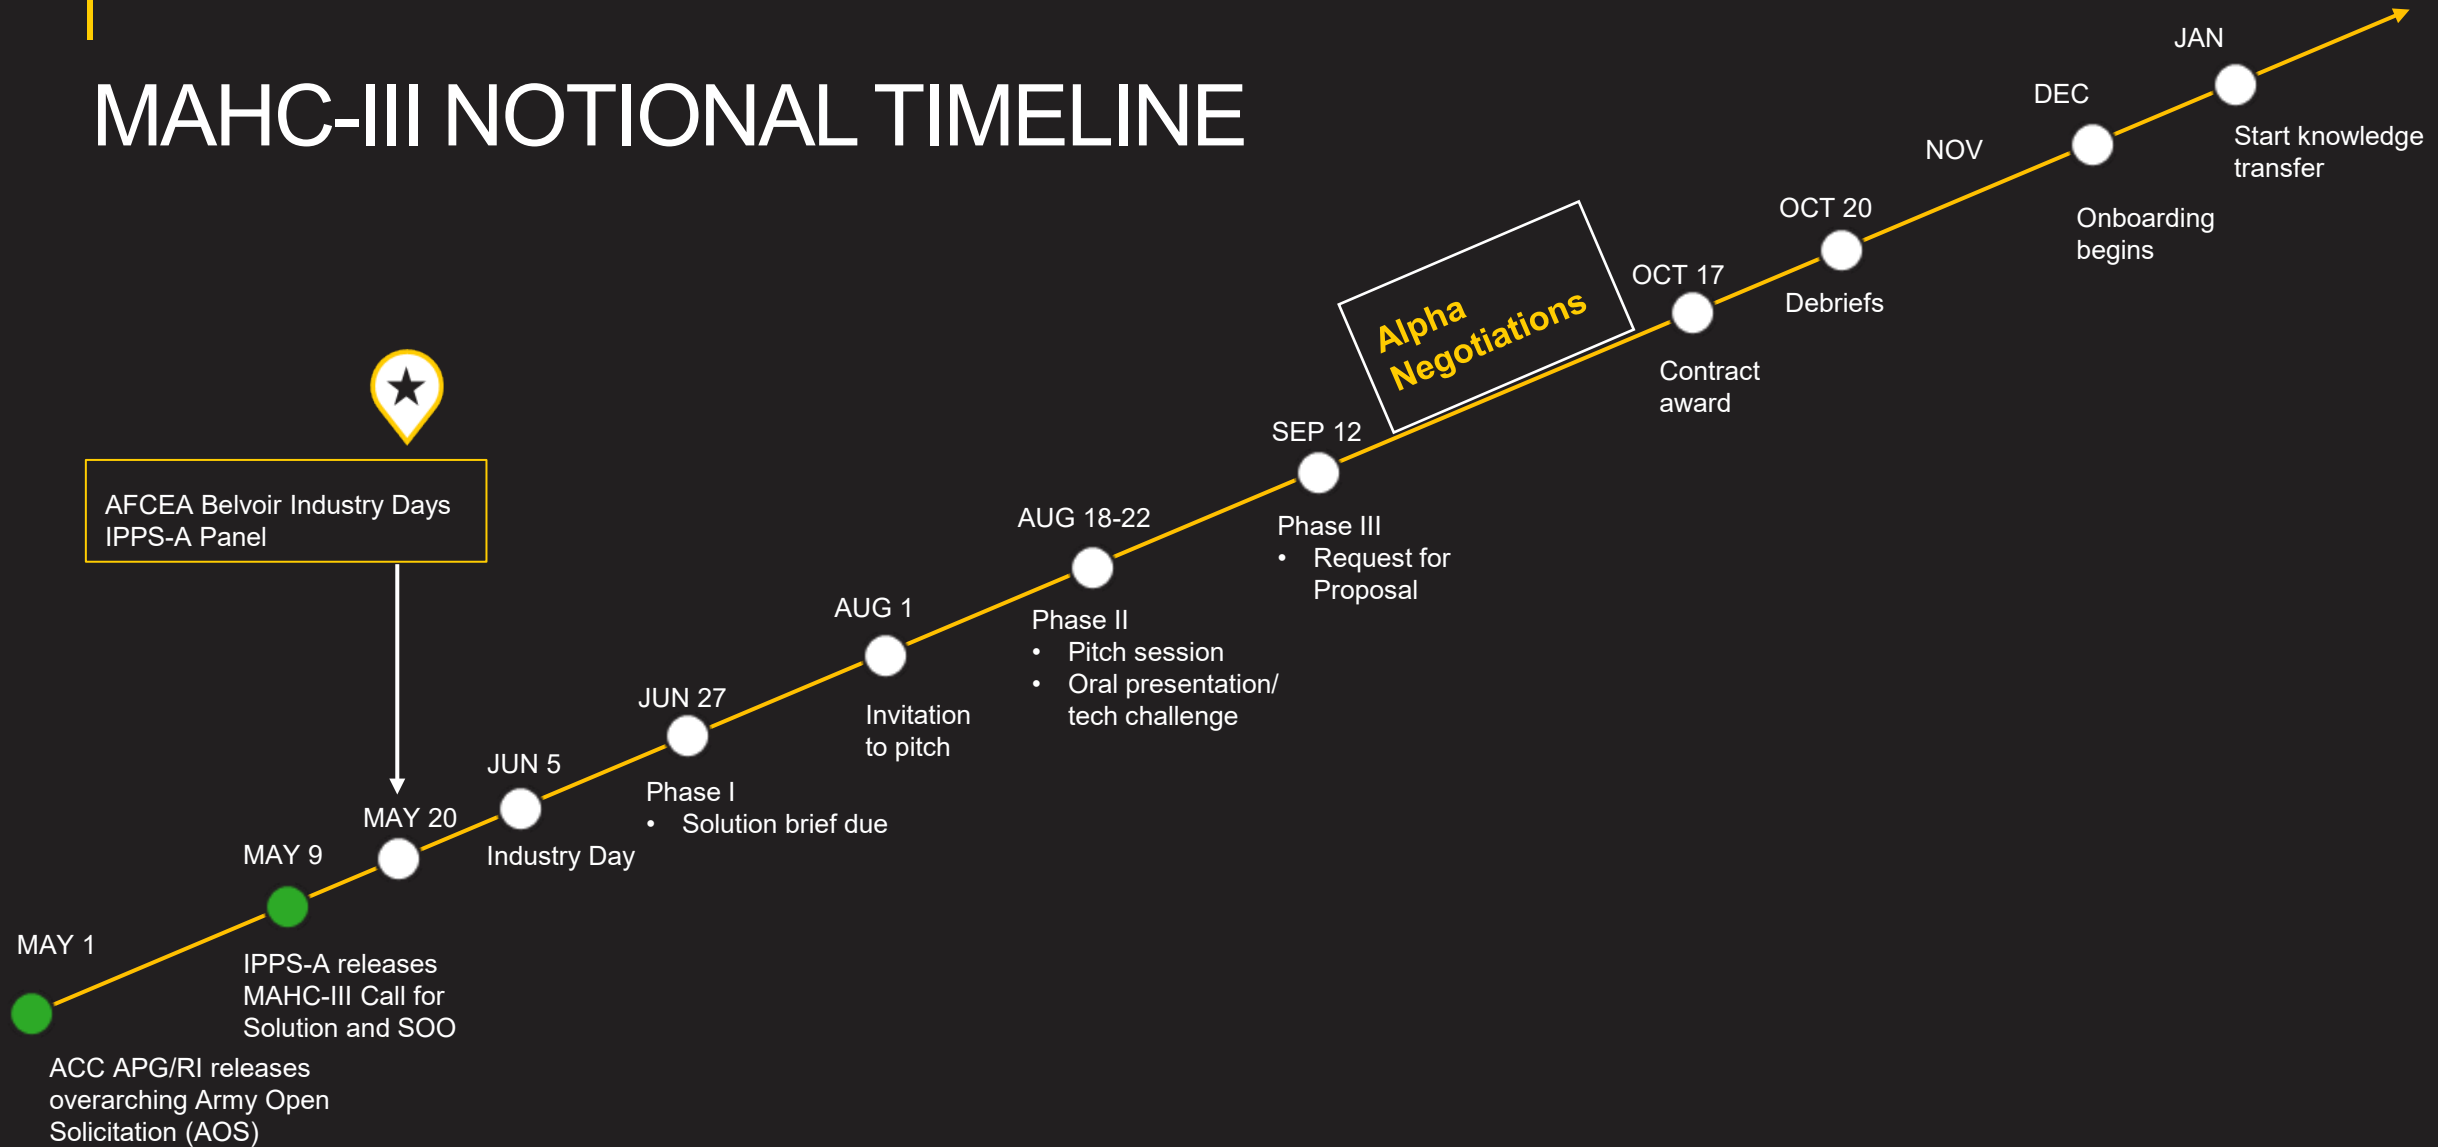 MAHC-III NOTIONAL TIMELINE
AFCEA Belvoir Industry Days
IPPS-A Panel
MAY 1
ACC APG/RI releases
overarching Army Open
Solicitation (AOS)
MAY 9
IPPS-A releases
MAHC-III Call for
Solution and SOO
MAY 20
JUN 5
Industry Day
JUN 27
Phase I
• Solution brief due
AUG 1
Invitation
to pitch
AUG 18-22
Phase II
• Pitch session
• Oral presentation/
tech challenge
SEP 12
Phase III
• Request for
Proposal
Alpha
Negotiations
OCT 17
Contract
award
OCT 20
Debriefs
NOV
DEC
Onboarding
begins
JAN
Start knowledge
transfer